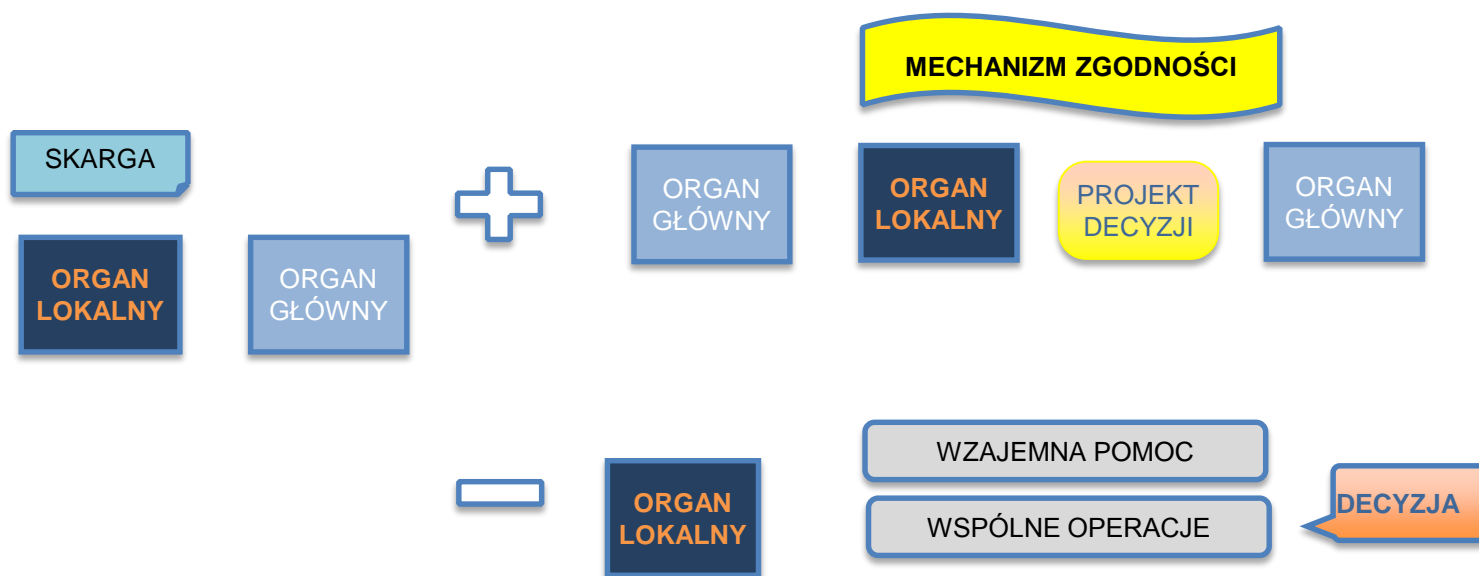 MECHANIZM ZGODNOŚCI
SKARGA
ORGAN
LOKALNY
ORGAN
GŁÓWNY
ORGAN
GŁÓWNY
ORGAN
LOKALNY
PROJEKT
DECYZJI
ORGAN
GŁÓWNY
ORGAN
LOKALNY
WZAJEMNA POMOC
WSPÓLNE OPERACJE
DECYZJA